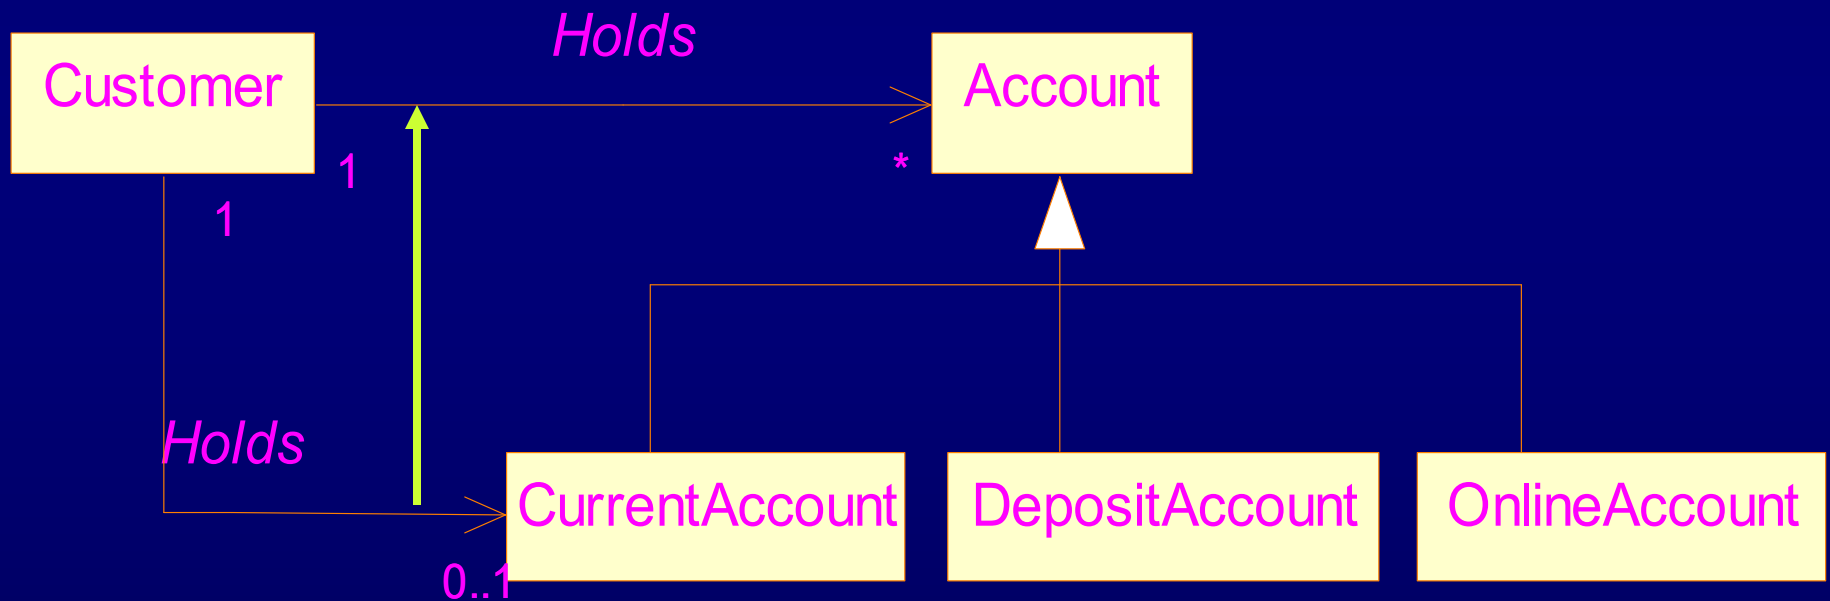 Holds
Customer
Account
1
*
1
Holds
CurrentAccount
DepositAccount
OnlineAccount
0..1